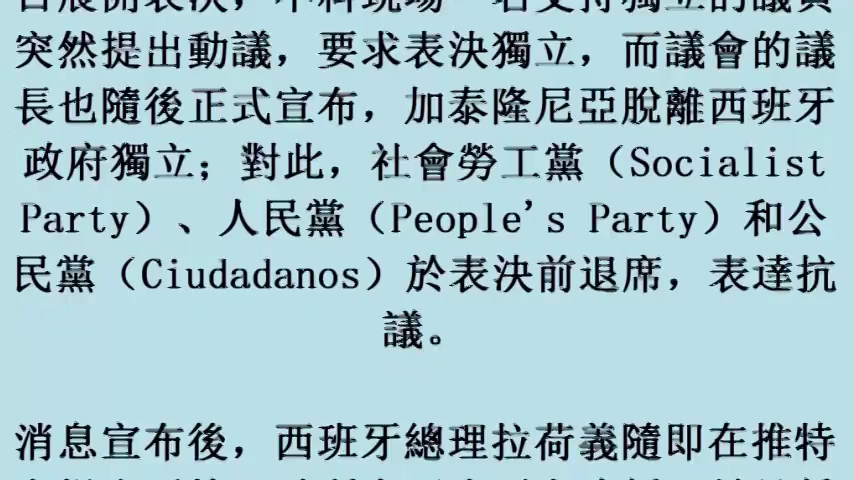 突然提出動議，要求表決獨立，而議會的議
長也隨後正式宣布，加泰隆尼亞脫離西班牙
政府獨立；對此，社會勞工黨（Socialist
Party）、人民黨（People's Party）和公
民黨（Ciudadanos）於表決前退席，表達抗
議。
消息宣布後，西班牙總理拉荷義隨即在推特